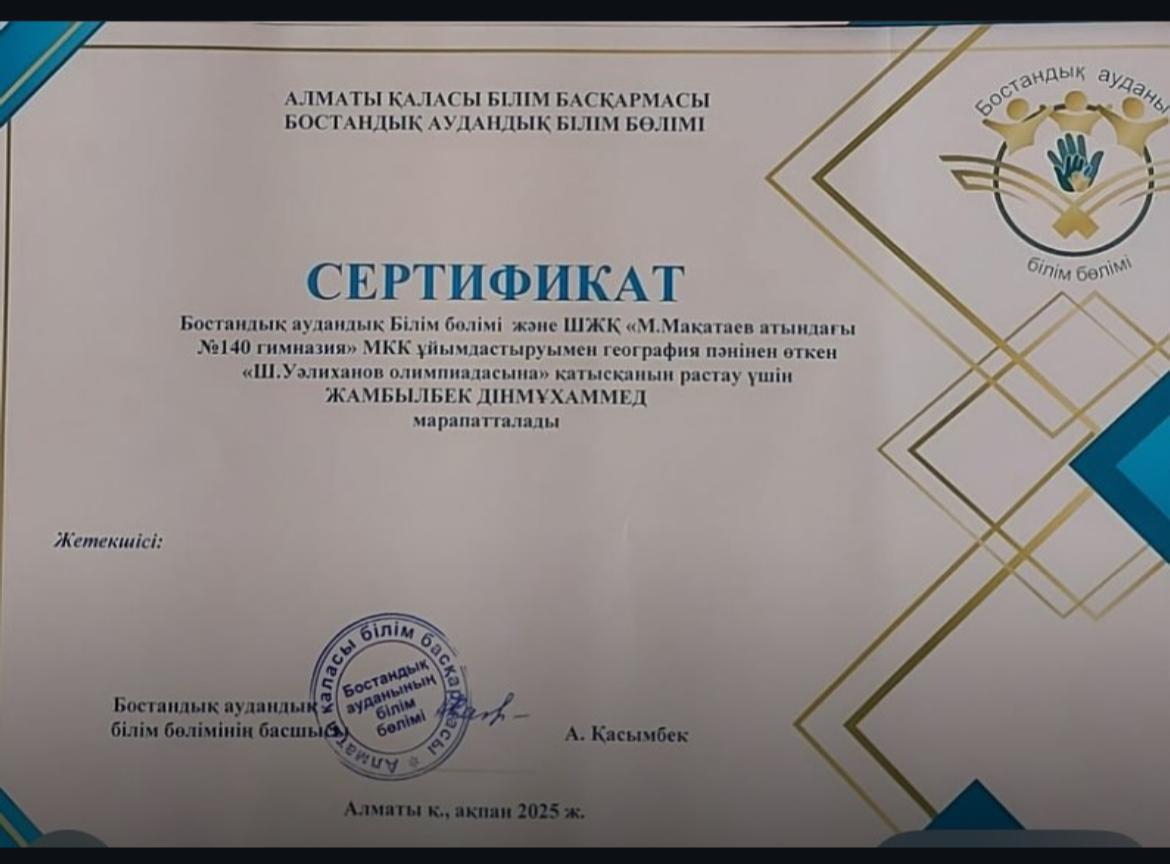 АЛМАТЫ ҚАЛАСЫ БІЛІМ БАСҚАРМАСЫ
БОСТАНДЫҚ АУДАНДЫҚ БІЛІМ БӨЛІМІ
Бостандық ауданы
білім бөлімі
СЕРТИФИКАТ
Бостандық аудандық Білім бөлімі және ШЖҚ «М.Мақатаев атындағы
№140 гимназия» МКК ұйымдастыруымен география пәнінен өткен
«Ш.Уәлиханов олимпиадасына» қатысқанын растау үшін
ЖАМБЫЛБЕК ДІНМҰХАММЕД
марапатталады
Жетекшісі:
Бостандық аудандық
білім бөлімінің басшысы
Алматы қаласы білім басқармасы
Бостандық
ауданының
білім
бөлімі
А. Қасымбек
Алматы қ., ақпан 2025 ж.